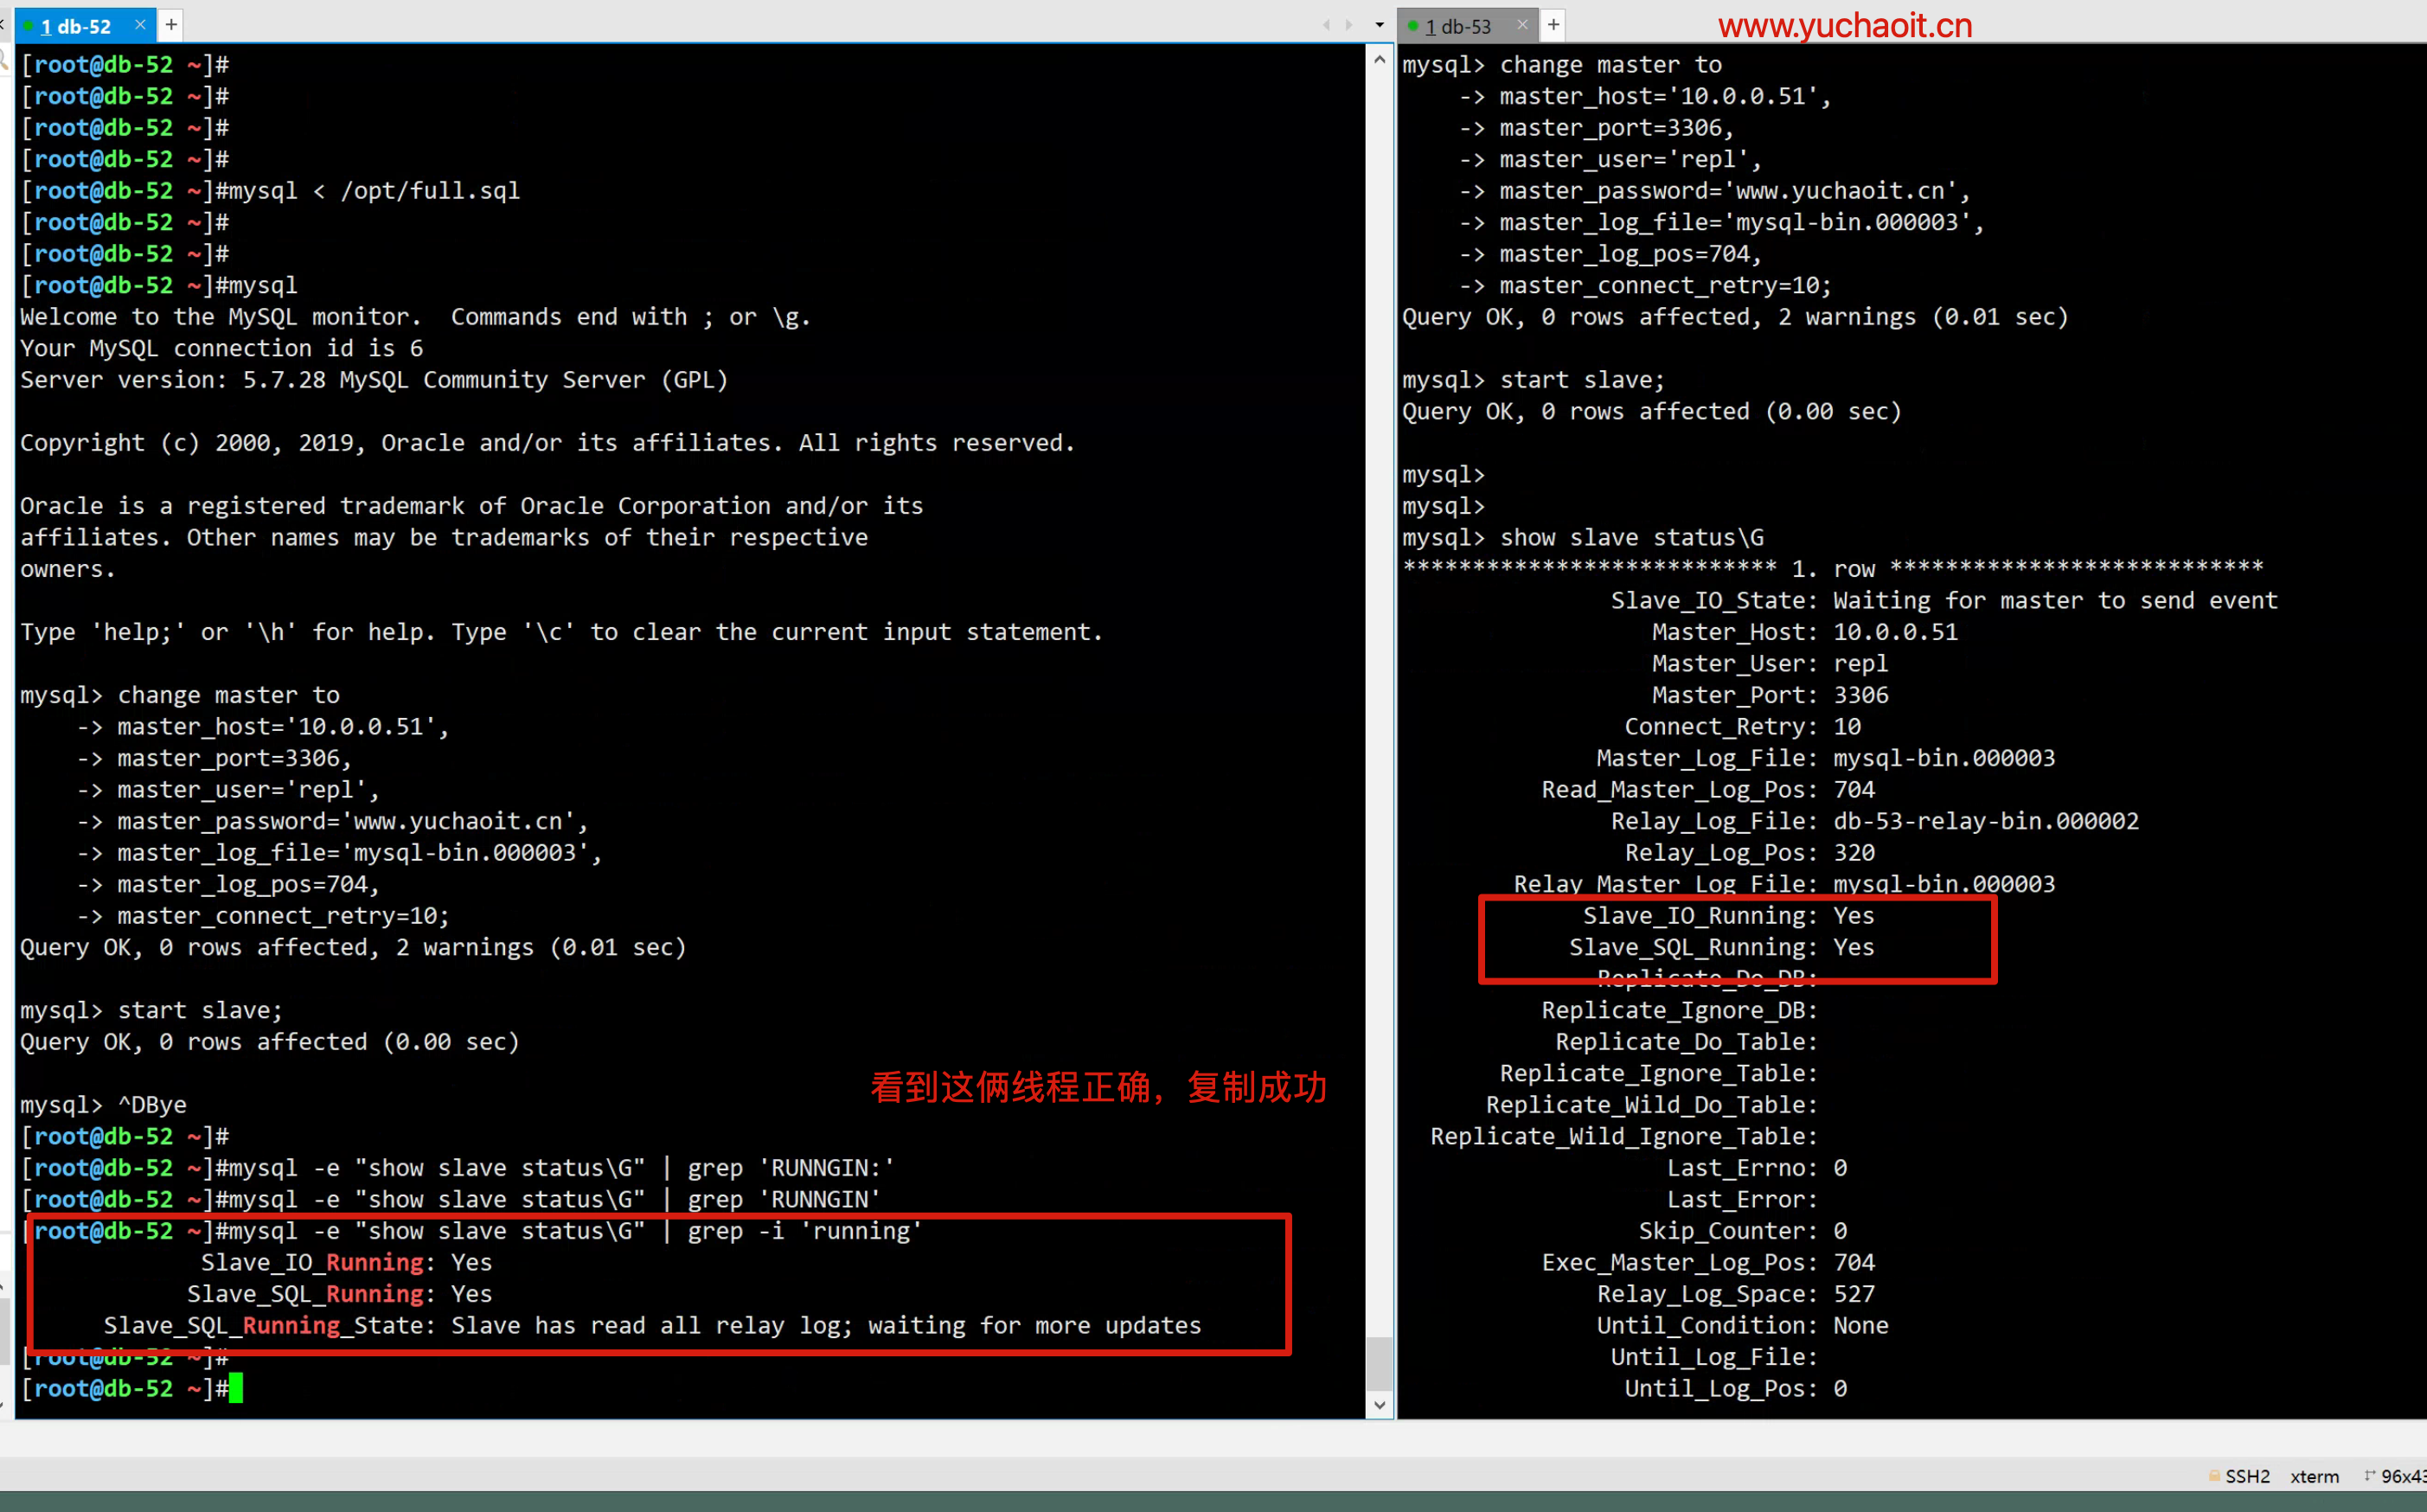 1 db-52
[root@db-52 ~]#
[root@db-52 ~]#
[root@db-52 ~]#
[root@db-52 ~]#
[root@db-52 ~]#mysql < /opt/full.sql
[root@db-52 ~]#
[root@db-52 ~]#
[root@db-52 ~]#mysql
Welcome to the MySQL monitor.  Commands end with ; or \g.
Your MySQL connection id is 6
Server version: 5.7.28 MySQL Community Server (GPL)
Copyright (c) 2000, 2019, Oracle and/or its affiliates. All rights reserved.
Oracle is a registered trademark of Oracle Corporation and/or its
affiliates. Other names may be trademarks of their respective
owners.
Type 'help;' or '\h' for help. Type '\c' to clear the current input statement.
mysql> change master to
    -> master_host='10.0.0.51',
    -> master_port=3306,
    -> master_user='repl',
    -> master_password='www.yuchaoit.cn',
    -> master_log_file='mysql-bin.000003',
    -> master_log_pos=704,
    -> master_connect_retry=10;
Query OK, 0 rows affected, 2 warnings (0.01 sec)
mysql> start slave;
Query OK, 0 rows affected (0.00 sec)
看到这俩线程正确，复制成功
mysql> ^DBye
[root@db-52 ~]#
[root@db-52 ~]#mysql -e "show slave status\G" | grep 'RUNNGIN:'
[root@db-52 ~]#mysql -e "show slave status\G" | grep 'RUNNGIN'
[root@db-52 ~]#mysql -e "show slave status\G" | grep -i 'running'
Slave_IO_Running: Yes
Slave_SQL_Running: Yes
Slave_SQL_Running_State: Slave has read all relay log; waiting for more updates
[root@db-52 ~]#
[root@db-52 ~]#
1 db-53
www.yuchaoit.cn
mysql> change master to
    -> master_host='10.0.0.51',
    -> master_port=3306,
    -> master_user='repl',
    -> master_password='www.yuchaoit.cn',
    -> master_log_file='mysql-bin.000003',
    -> master_log_pos=704,
    -> master_connect_retry=10;
Query OK, 0 rows affected, 2 warnings (0.01 sec)
mysql> start slave;
Query OK, 0 rows affected (0.00 sec)
mysql>
mysql>
mysql> show slave status\G
*************************** 1. row ***************************
Slave_IO_State: Waiting for master to send event
Master_Host: 10.0.0.51
Master_User: repl
Master_Port: 3306
Connect_Retry: 10
Master_Log_File: mysql-bin.000003
Read_Master_Log_Pos: 704
Relay_Log_File: db-53-relay-bin.000002
Relay_Log_Pos: 320
Relay_Master_Log_File: mysql-bin.000003
Slave_IO_Running: Yes
Slave_SQL_Running: Yes
Replicate_Do_DB:
Replicate_Ignore_DB:
Replicate_Do_Table:
Replicate_Ignore_Table:
Replicate_Wild_Do_Table:
Replicate_Wild_Ignore_Table:
Last_Errno: 0
Last_Error:
Skip_Counter: 0
Exec_Master_Log_Pos: 704
Relay_Log_Space: 527
Until_Condition: None
Until_Log_File:
Until_Log_Pos: 0
SSH2 xterm 96x43